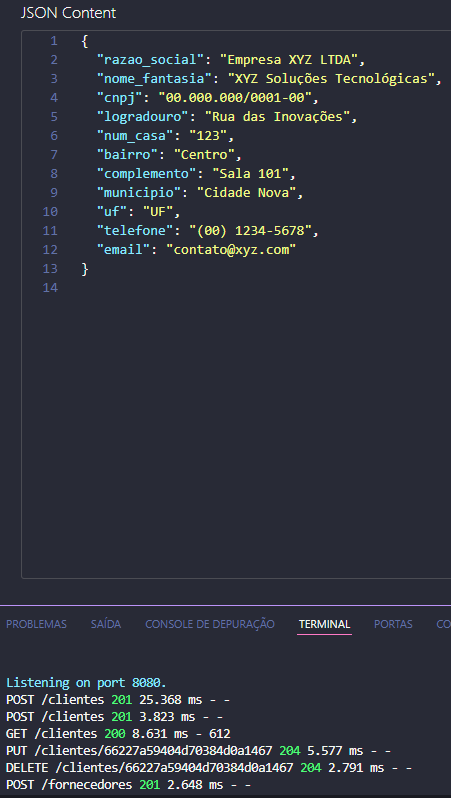 JSON Content
1 {
2 "razao_social": "Empresa XYZ LTDA",
3 "nome_fantasia": "XYZ Soluções Tecnológicas",
4 "cnpj": "00.000.000/0001-00",
5 "logradouro": "Rua das Inovações",
6 "num_casa": "123",
7 "bairro": "Centro",
8 "complemento": "Sala 101",
9 "municipio": "Cidade Nova",
10 "uf": "UF",
11 "telefone": "(00) 1234-5678",
12 "email": "contato@xyz.com"
13 }
14
PROBLEMAS SAÍDA CONSOLE DE DEPURAÇÃO TERMINAL PORTAS CO
Listening on port 8080.
POST /clientes 201 25.368 ms - -
POST /clientes 201 3.823 ms - -
GET /clientes 200 8.631 ms - 612
PUT /clientes/66227a59404d70384d0a1467 204 5.577 ms - -
DELETE /clientes/66227a59404d70384d0a1467 204 2.791 ms - -
POST /fornecedores 201 2.648 ms - -